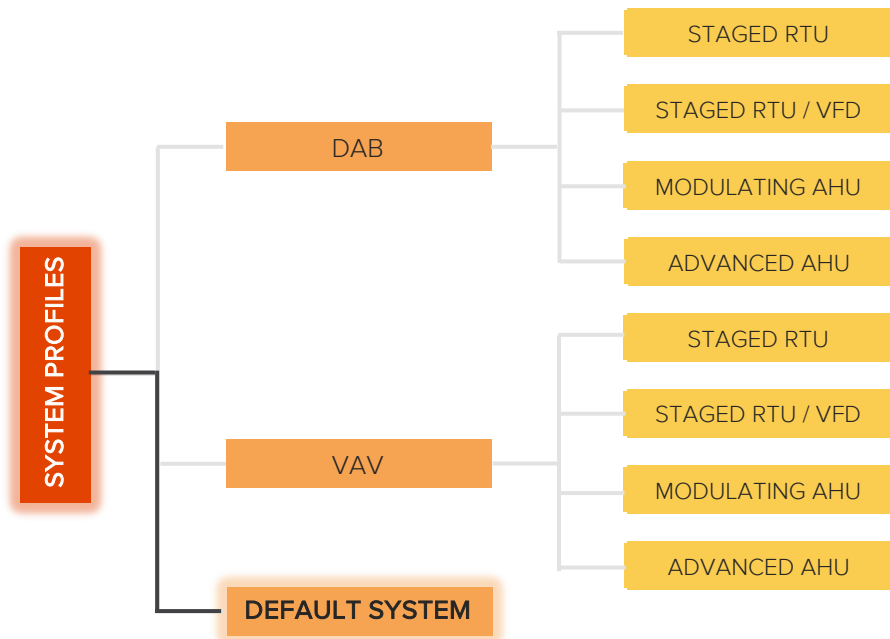 SYSTEM PROFILES
DAB
STAGED RTU
STAGED RTU / VFD
MODULATING AHU
ADVANCED AHU
VAV
STAGED RTU
STAGED RTU / VFD
MODULATING AHU
ADVANCED AHU
DEFAULT SYSTEM